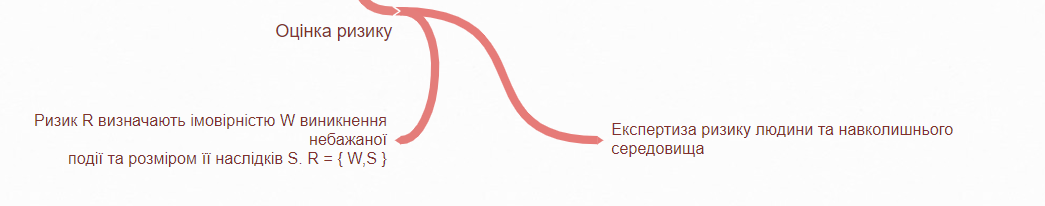 Оцінка ризику
Ризик R визначають імовірністю W виникнення
небажаної
події та розміром її наслідків S. R = { W,S }
Експертиза ризику людини та навколишнього
середовища